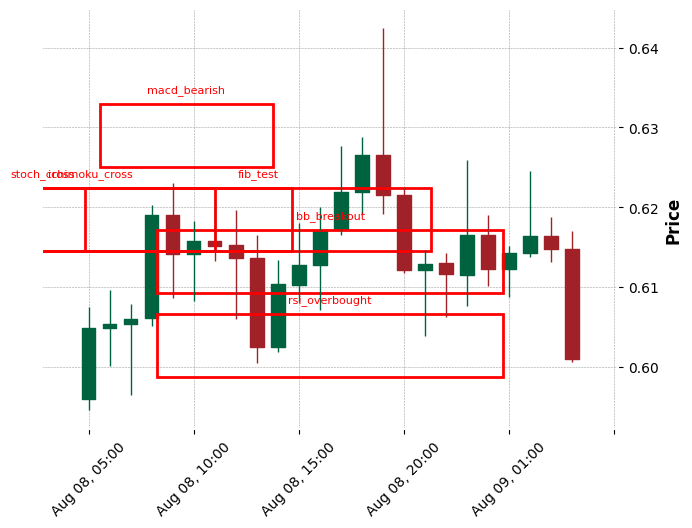 0.64
macd_bearish
0.63
stoch_cross
ichimoku_cross
fib_test
0.62
bb_breakout
Price
0.61
rsi_overbought
0.60
Aug 08, 05:00
Aug 08, 10:00
Aug 08, 15:00
Aug 08, 20:00
Aug 09, 01:00